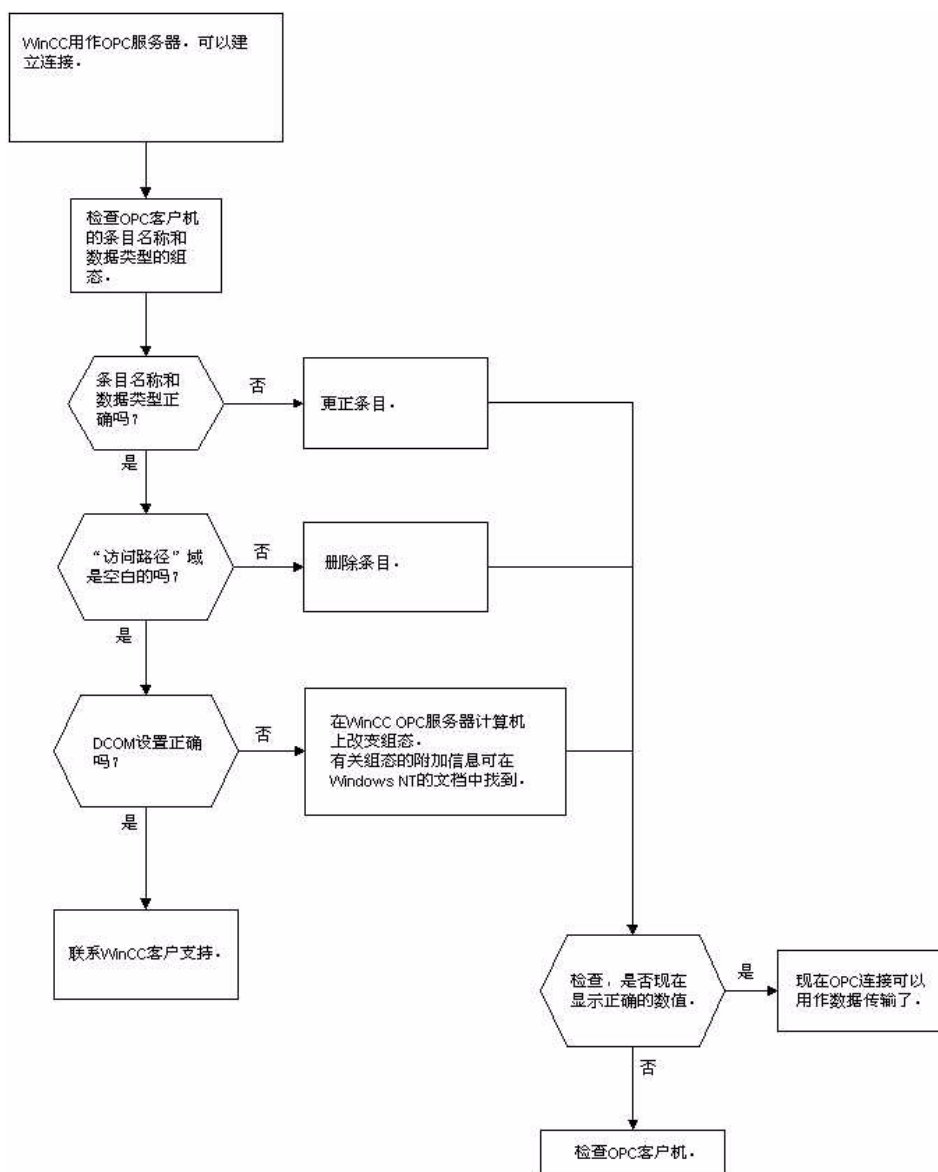 WinCC用作OPC服务器．可以建
立连接．
检查OPC客户机
的条目名称和
数据类型的组
态．
条目名称和
数据类型正
确吗？
否
更正条目．
是
“访问路径”域
是空白的吗？
否
删除条目．
是
DCOM设置正确
吗？
否
在WinCC OPC服务器计算机
上改变组态．
有关组态的附加信息可在
Windows NT的文档中找到．
是
联系WinCC客户支持．
检查，是否现在
显示正确的数值．
是
现在OPC连接可以
用作数据传输了．
否
检查OPC客户机．